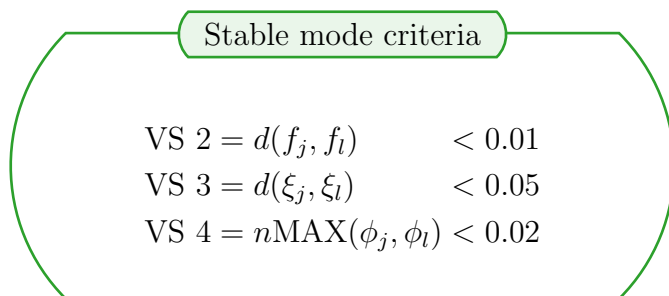 Stable mode criteria
VS 2 = d(f_j, f_l) < 0.01
VS 3 = d(ξ_j, ξ_l) < 0.05
VS 4 = nMAX(ϕ_j, ϕ_l) < 0.02